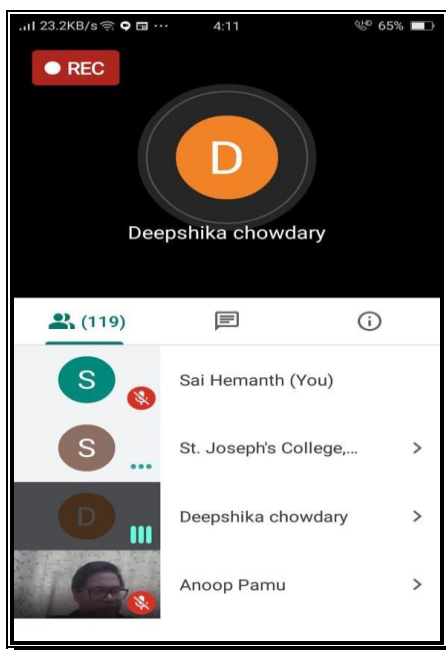 23.2KB/s ··· 4:11 HD 65%
REC
D
Deepshika chowdary
(119)
S Sai Hemanth (You)
S St. Joseph's College,...
D Deepshika chowdary
Anoop Pamu